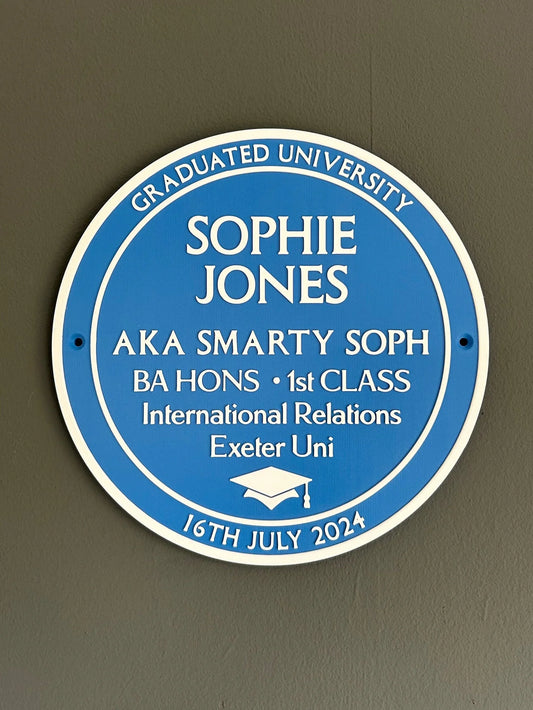 GRADUATED UNIVERSITY
SOPHIE
JONES
AKA SMARTY SOPH
BA HONS • 1st CLASS
International Relations
Exeter Uni
16TH JULY 2024